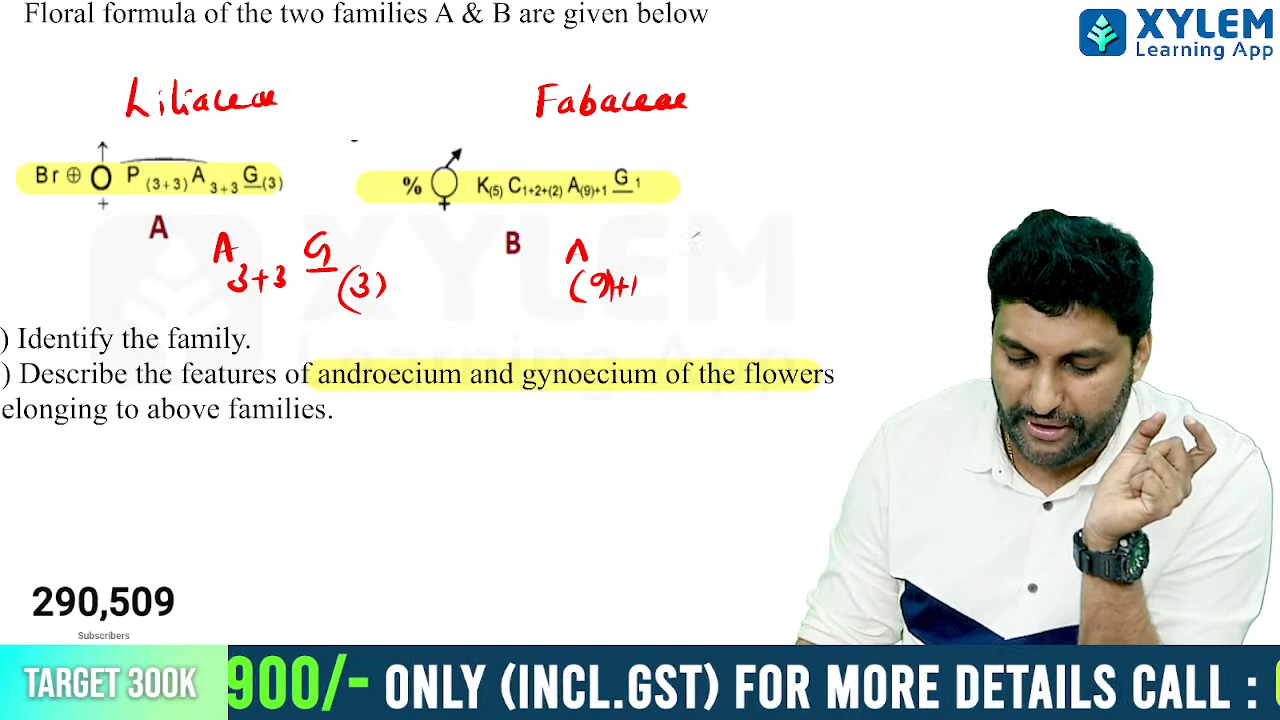 Floral formula of the two families A & B are given below
XYLEM
Learning App
Liliaceae
Fabaceae
Br ⊕ P (3+3) A 3+3 G (3)
% K(5) C1+2+(2) A(9)+1 G 1
A
B
A 3+3 G (3)
A (9)+1
) Identify the family.
) Describe the features of androecium and gynoecium of the flowers
elonging to above families.
290,509
Subscribers
TARGET 300K
900/- ONLY (INCL.GST) FOR MORE DETAILS CALL :